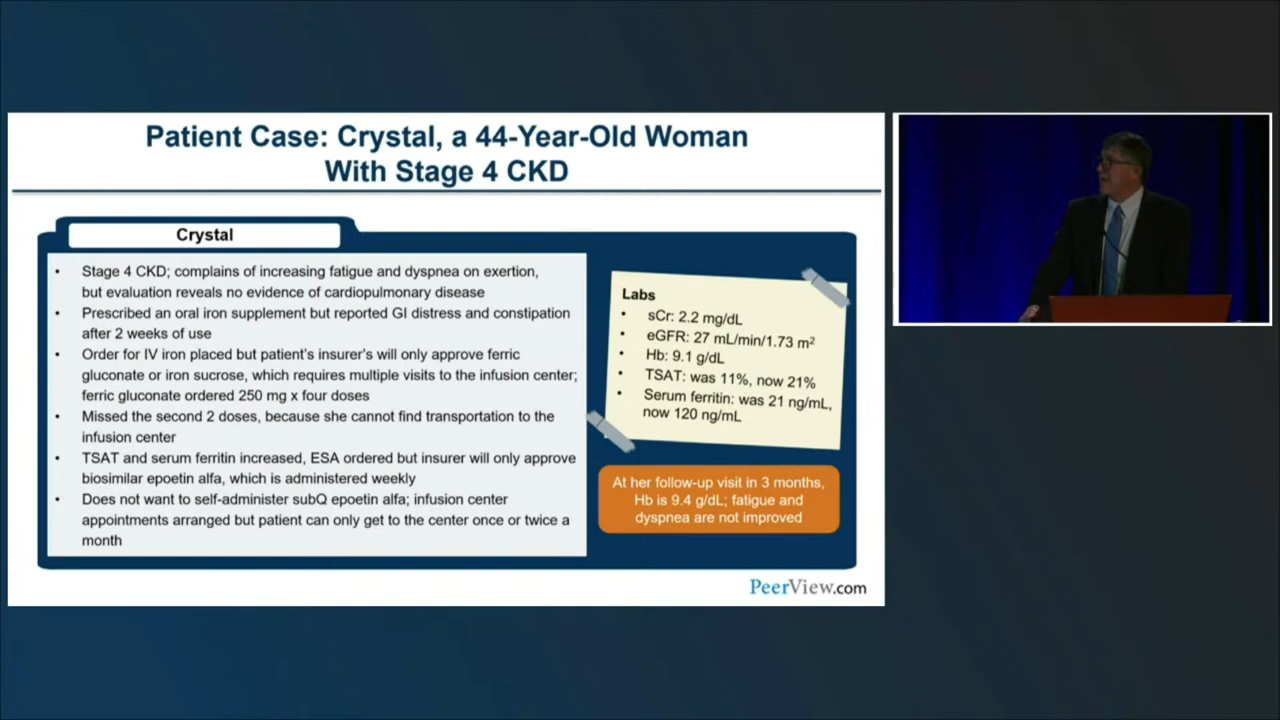 Patient Case: Crystal, a 44-Year-Old Woman
With Stage 4 CKD
Crystal
• Stage 4 CKD; complains of increasing fatigue and dyspnea on exertion,
but evaluation reveals no evidence of cardiopulmonary disease
• Prescribed an oral iron supplement but reported GI distress and constipation
after 2 weeks of use
• Order for IV iron placed but patient's insurer's will only approve ferric
gluconate or iron sucrose, which requires multiple visits to the infusion center;
ferric gluconate ordered 250 mg x four doses
• Missed the second 2 doses, because she cannot find transportation to the
infusion center
• TSAT and serum ferritin increased, ESA ordered but insurer will only approve
biosimilar epoetin alfa, which is administered weekly
• Does not want to self-administer subQ epoetin alfa; infusion center
appointments arranged but patient can only get to the center once or twice a
month
Labs
• sCr: 2.2 mg/dL
• eGFR: 27 mL/min/1.73 m²
• Hb: 9.1 g/dL
• TSAT: was 11%, now 21%
• Serum ferritin: was 21 ng/mL,
now 120 ng/mL
At her follow-up visit in 3 months,
Hb is 9.4 g/dL; fatigue and
dyspnea are not improved
PeerView.com